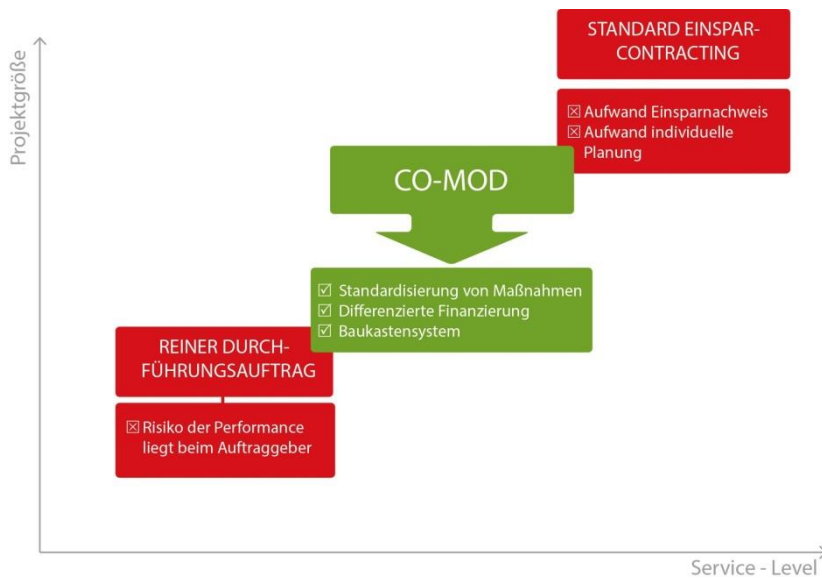 Projektgröße
STANDARD EINSPAR-
CONTRACTING
☒ Aufwand Einsparnachweis
☒ Aufwand individuelle
Planung
CO-MOD
☑ Standardisierung von Maßnahmen
☑ Differenzierte Finanzierung
☑ Baukastensystem
REINER DURCH-
FÜHRUNGSAUFTRAG
☒ Risiko der Performance
liegt beim Auftraggeber
Service - Level